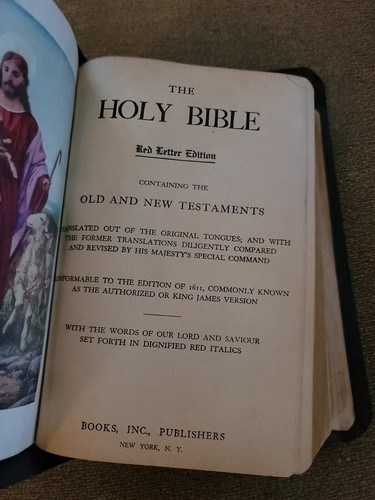 THE
HOLY BIBLE
Red Letter Edition
CONTAINING THE
OLD AND NEW TESTAMENTS
TRANSLATED OUT OF THE ORIGINAL TONGUES; AND WITH
THE FORMER TRANSLATIONS DILIGENTLY COMPARED
AND REVISED BY HIS MAJESTY'S SPECIAL COMMAND
CONFORMABLE TO THE EDITION OF 1611, COMMONLY KNOWN
AS THE AUTHORIZED OR KING JAMES VERSION
WITH THE WORDS OF OUR LORD AND SAVIOUR
SET FORTH IN DIGNIFIED RED ITALICS
BOOKS, INC., PUBLISHERS
NEW YORK, N. Y.